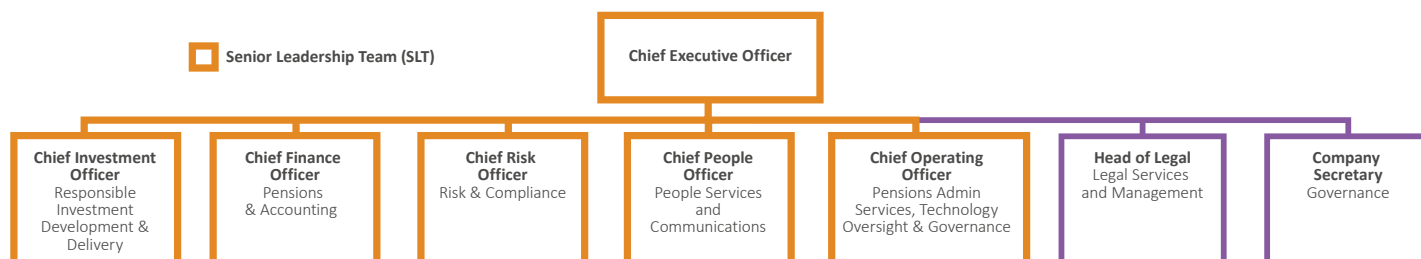 Senior Leadership Team (SLT)
Chief Executive Officer
Chief Investment
Officer
Responsible
Investment
Development &
Delivery
Chief Finance
Officer
Pensions
& Accounting
Chief Risk
Officer
Risk & Compliance
Chief People
Officer
People Services
and
Communications
Chief Operating
Officer
Pensions Admin
Services, Technology
Oversight & Governance
Head of Legal
Legal Services
and Management
Company
Secretary
Governance